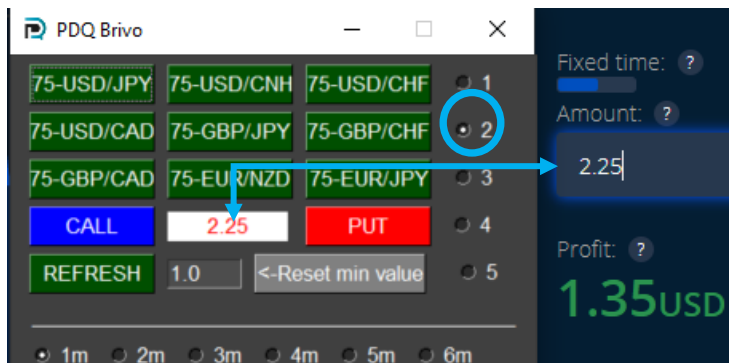 PDQ Brivo
75-USD/JPY 75-USD/CNH 75-USD/CHF 1
75-USD/CAD 75-GBP/JPY 75-GBP/CHF 2
75-GBP/CAD 75-EUR/NZD 75-EUR/JPY 3
CALL 2.25 PUT 4
REFRESH 1.0 <-Reset min value 5
1m 2m 3m 4m 5m 6m
Fixed time: ?
Amount: ?
2.25
Profit: ?
1.35USD